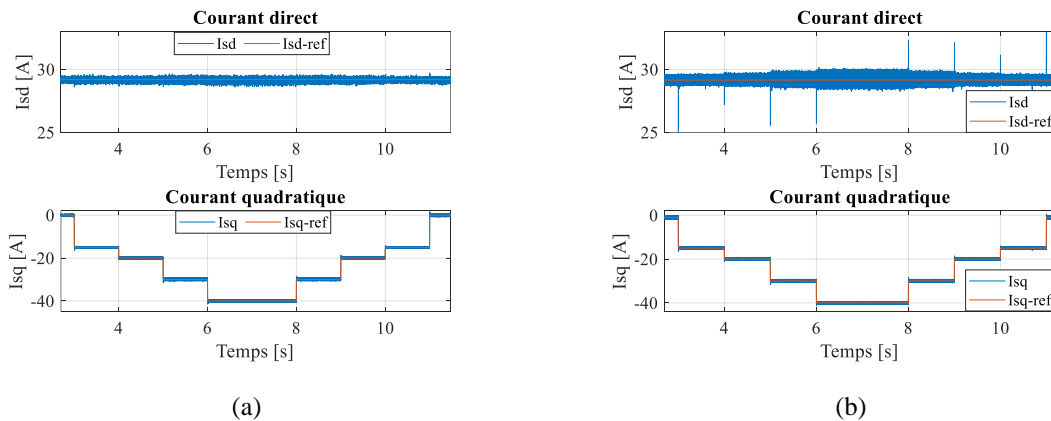 Courant direct
Isd Isd-ref
Isd [A]
30
25
4 6 8 10
Temps [s]
Courant quadratique
Isq Isq-ref
Isq [A]
0
-20
-40
4 6 8 10
Temps [s]
(a)
Courant direct
Isd [A]
30
25
Isd
Isd-ref
4 6 8 10
Temps [s]
Courant quadratique
Isq [A]
0
-20
-40
Isq
Isq-ref
4 6 8 10
Temps [s]
(b)